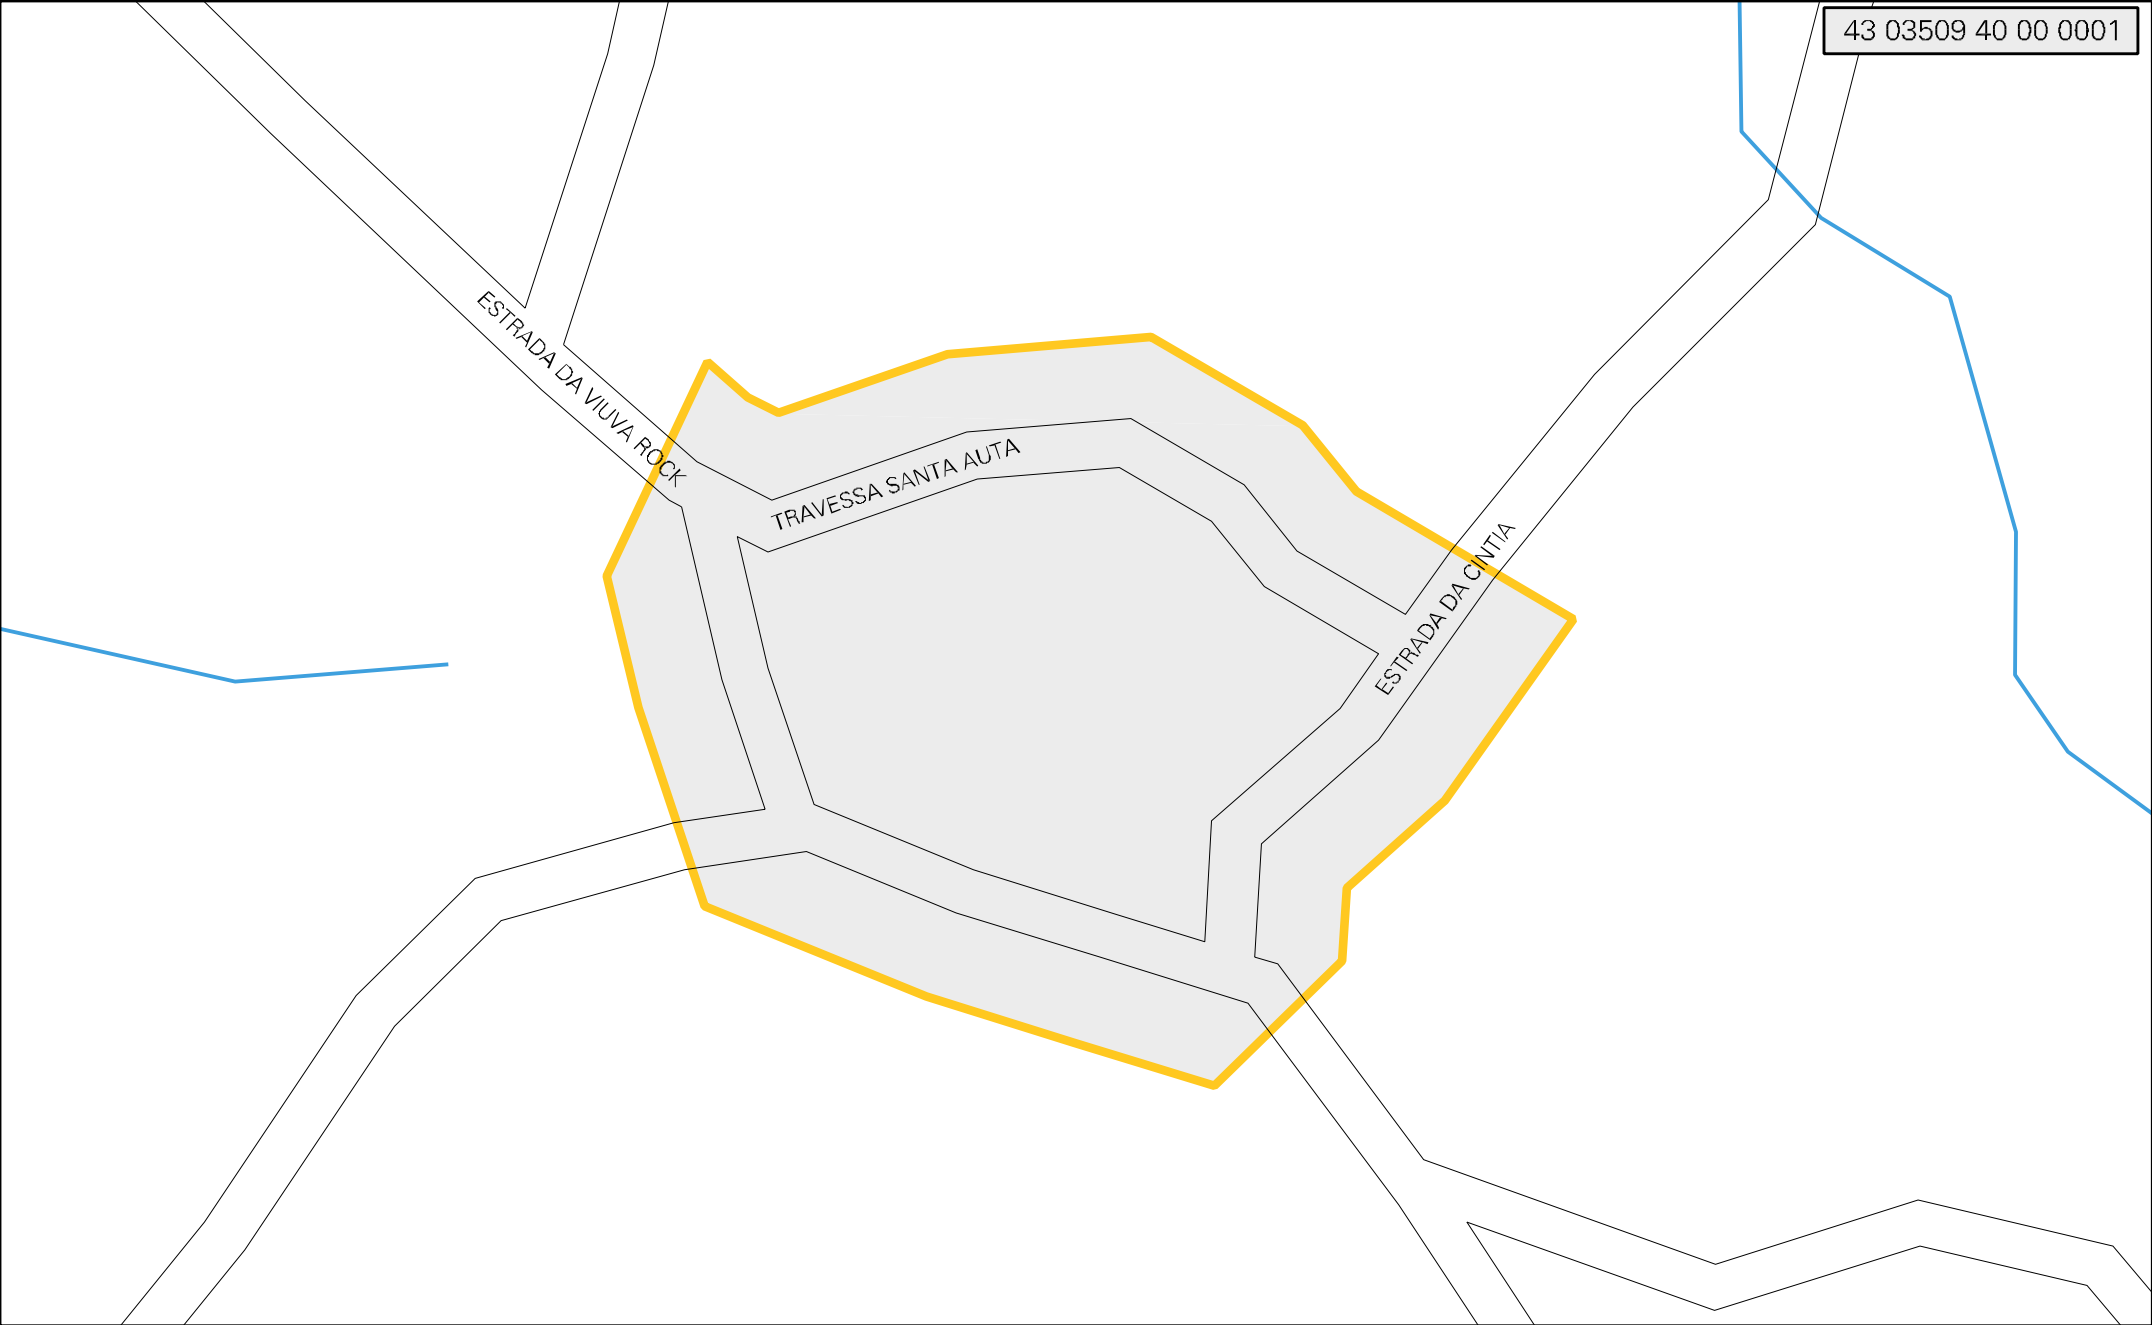 43 03509 40 00 0001
ESTRADA DA VIUVA ROCK
TRAVESSA SANTA AUTA
ESTRADA DA CINTIA